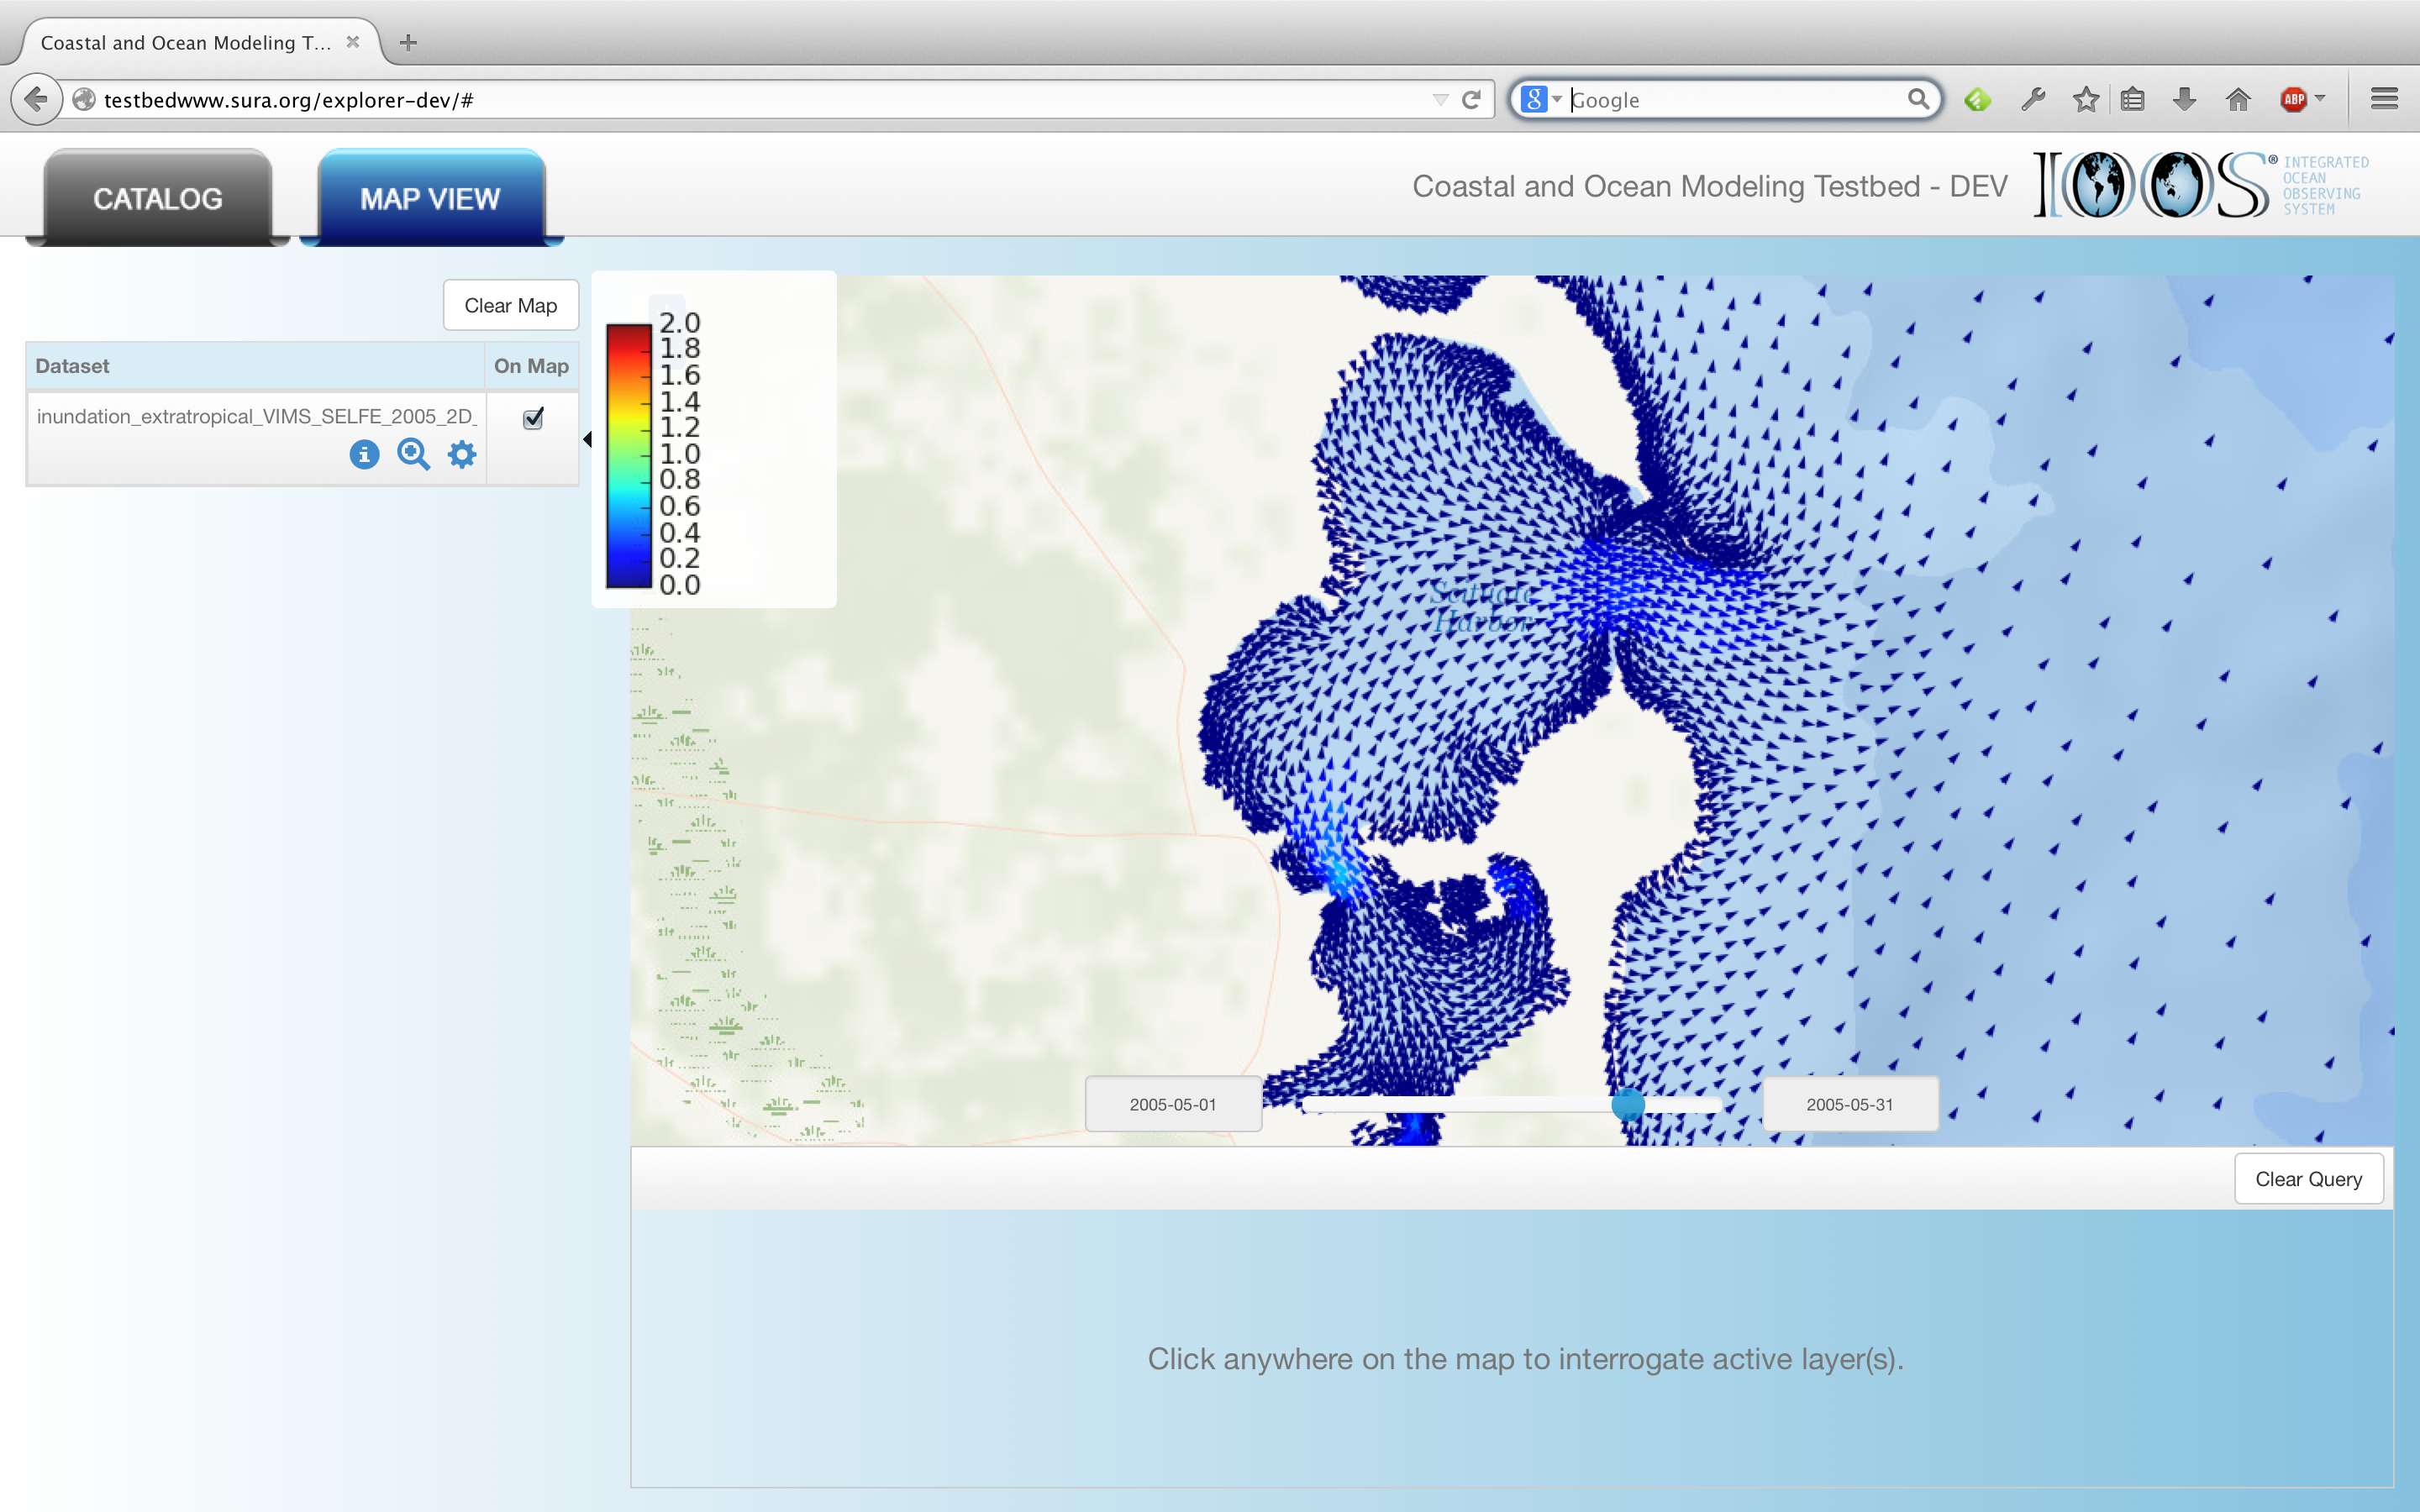 Coastal and Ocean Modeling T...
testbedwww.sura.org/explorer-dev/#
Google
ABP
CATALOG
MAP VIEW
Coastal and Ocean Modeling Testbed - DEV
IOOS®
INTEGRATED
OCEAN
OBSERVING
SYSTEM
Clear Map
Dataset
On Map
inundation_extratropical_VIMS_SELFE_2005_2D_
2.0
1.8
1.6
1.4
1.2
1.0
0.8
0.6
0.4
0.2
0.0
Scituate
Harbor
2005-05-01
2005-05-31
Clear Query
Click anywhere on the map to interrogate active layer(s).